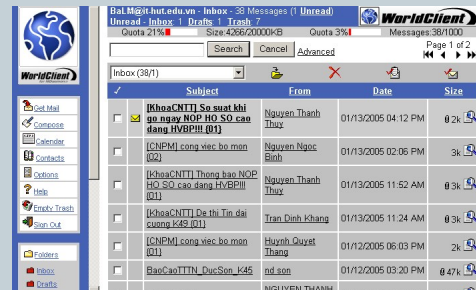 BaLM@it-hut.edu.vn - Inbox - 38 Messages (1 Unread)
Unread - Inbox: 1 Drafts: 1 Trash: 7
WorldClient
Quota 21% Size:4266/20000KB Quota 3% Messages:38/1000
Search Cancel Advanced
Page 1 of 2
Inbox (38/1)
Subject From Date Size
[KhoaCNTT] So suat khi go ngay NOP HO SO cao dang HVBP!!! {01} Nguyen Thanh Thuy 01/13/2005 04:12 PM 2k
[CNPM] cong viec bo mon {02} Nguyen Ngoc Binh 01/13/2005 02:06 PM 3k
[KhoaCNTT] Thong bao NOP HO SO cao dang HVBP!!! {01} Nguyen Thanh Thuy 01/13/2005 11:52 AM 3k
[KhoaCNTT] De thi Tin dai cuong K49 {01} Tran Dinh Khang 01/13/2005 11:24 AM 3k
[CNPM] cong viec bo mon {01} Huynh Quyet Thang 01/12/2005 06:03 PM 2k
BaoCaoTTTN_DucSon_K45 nd son 01/12/2005 03:20 PM 47k
NGUYEN THANH
WorldClient
Get Mail
Compose
Calendar
Contacts
Options
Help
Empty Trash
Sign Out
Folders
Inbox
Drafts